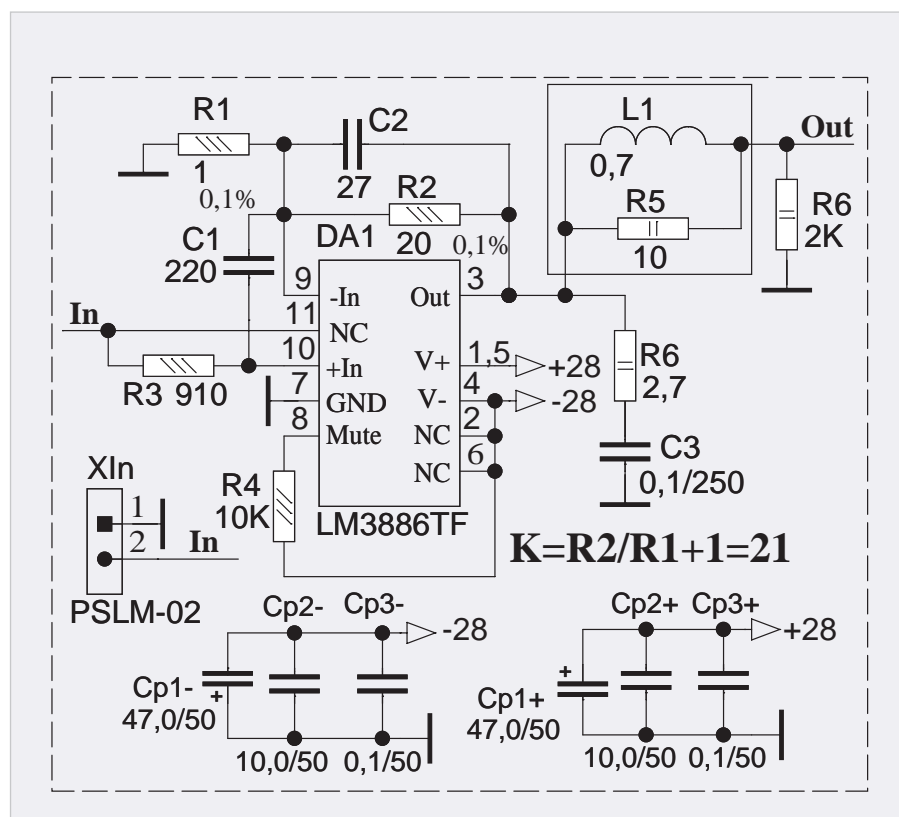 R1
1
0,1%
C2
27
R2
20
0,1%
L1
0,7
R5
10
Out
R6
2K
C1
220
DA1
9
-In
11
NC
10
+In
7
GND
8
Mute
Out
3
V+
1,5
+28
V-
4
-28
NC
2
NC
6
LM3886TF
In
R3 910
R4
10K
R6
2,7
C3
0,1/250
XIn
1
2
In
PSLM-02
K=R2/R1+1=21
Cp2-
Cp3-
-28
Cp1-
+
47,0/50
10,0/50
0,1/50
Cp2+
Cp3+
+28
+
Cp1+
47,0/50
10,0/50
0,1/50